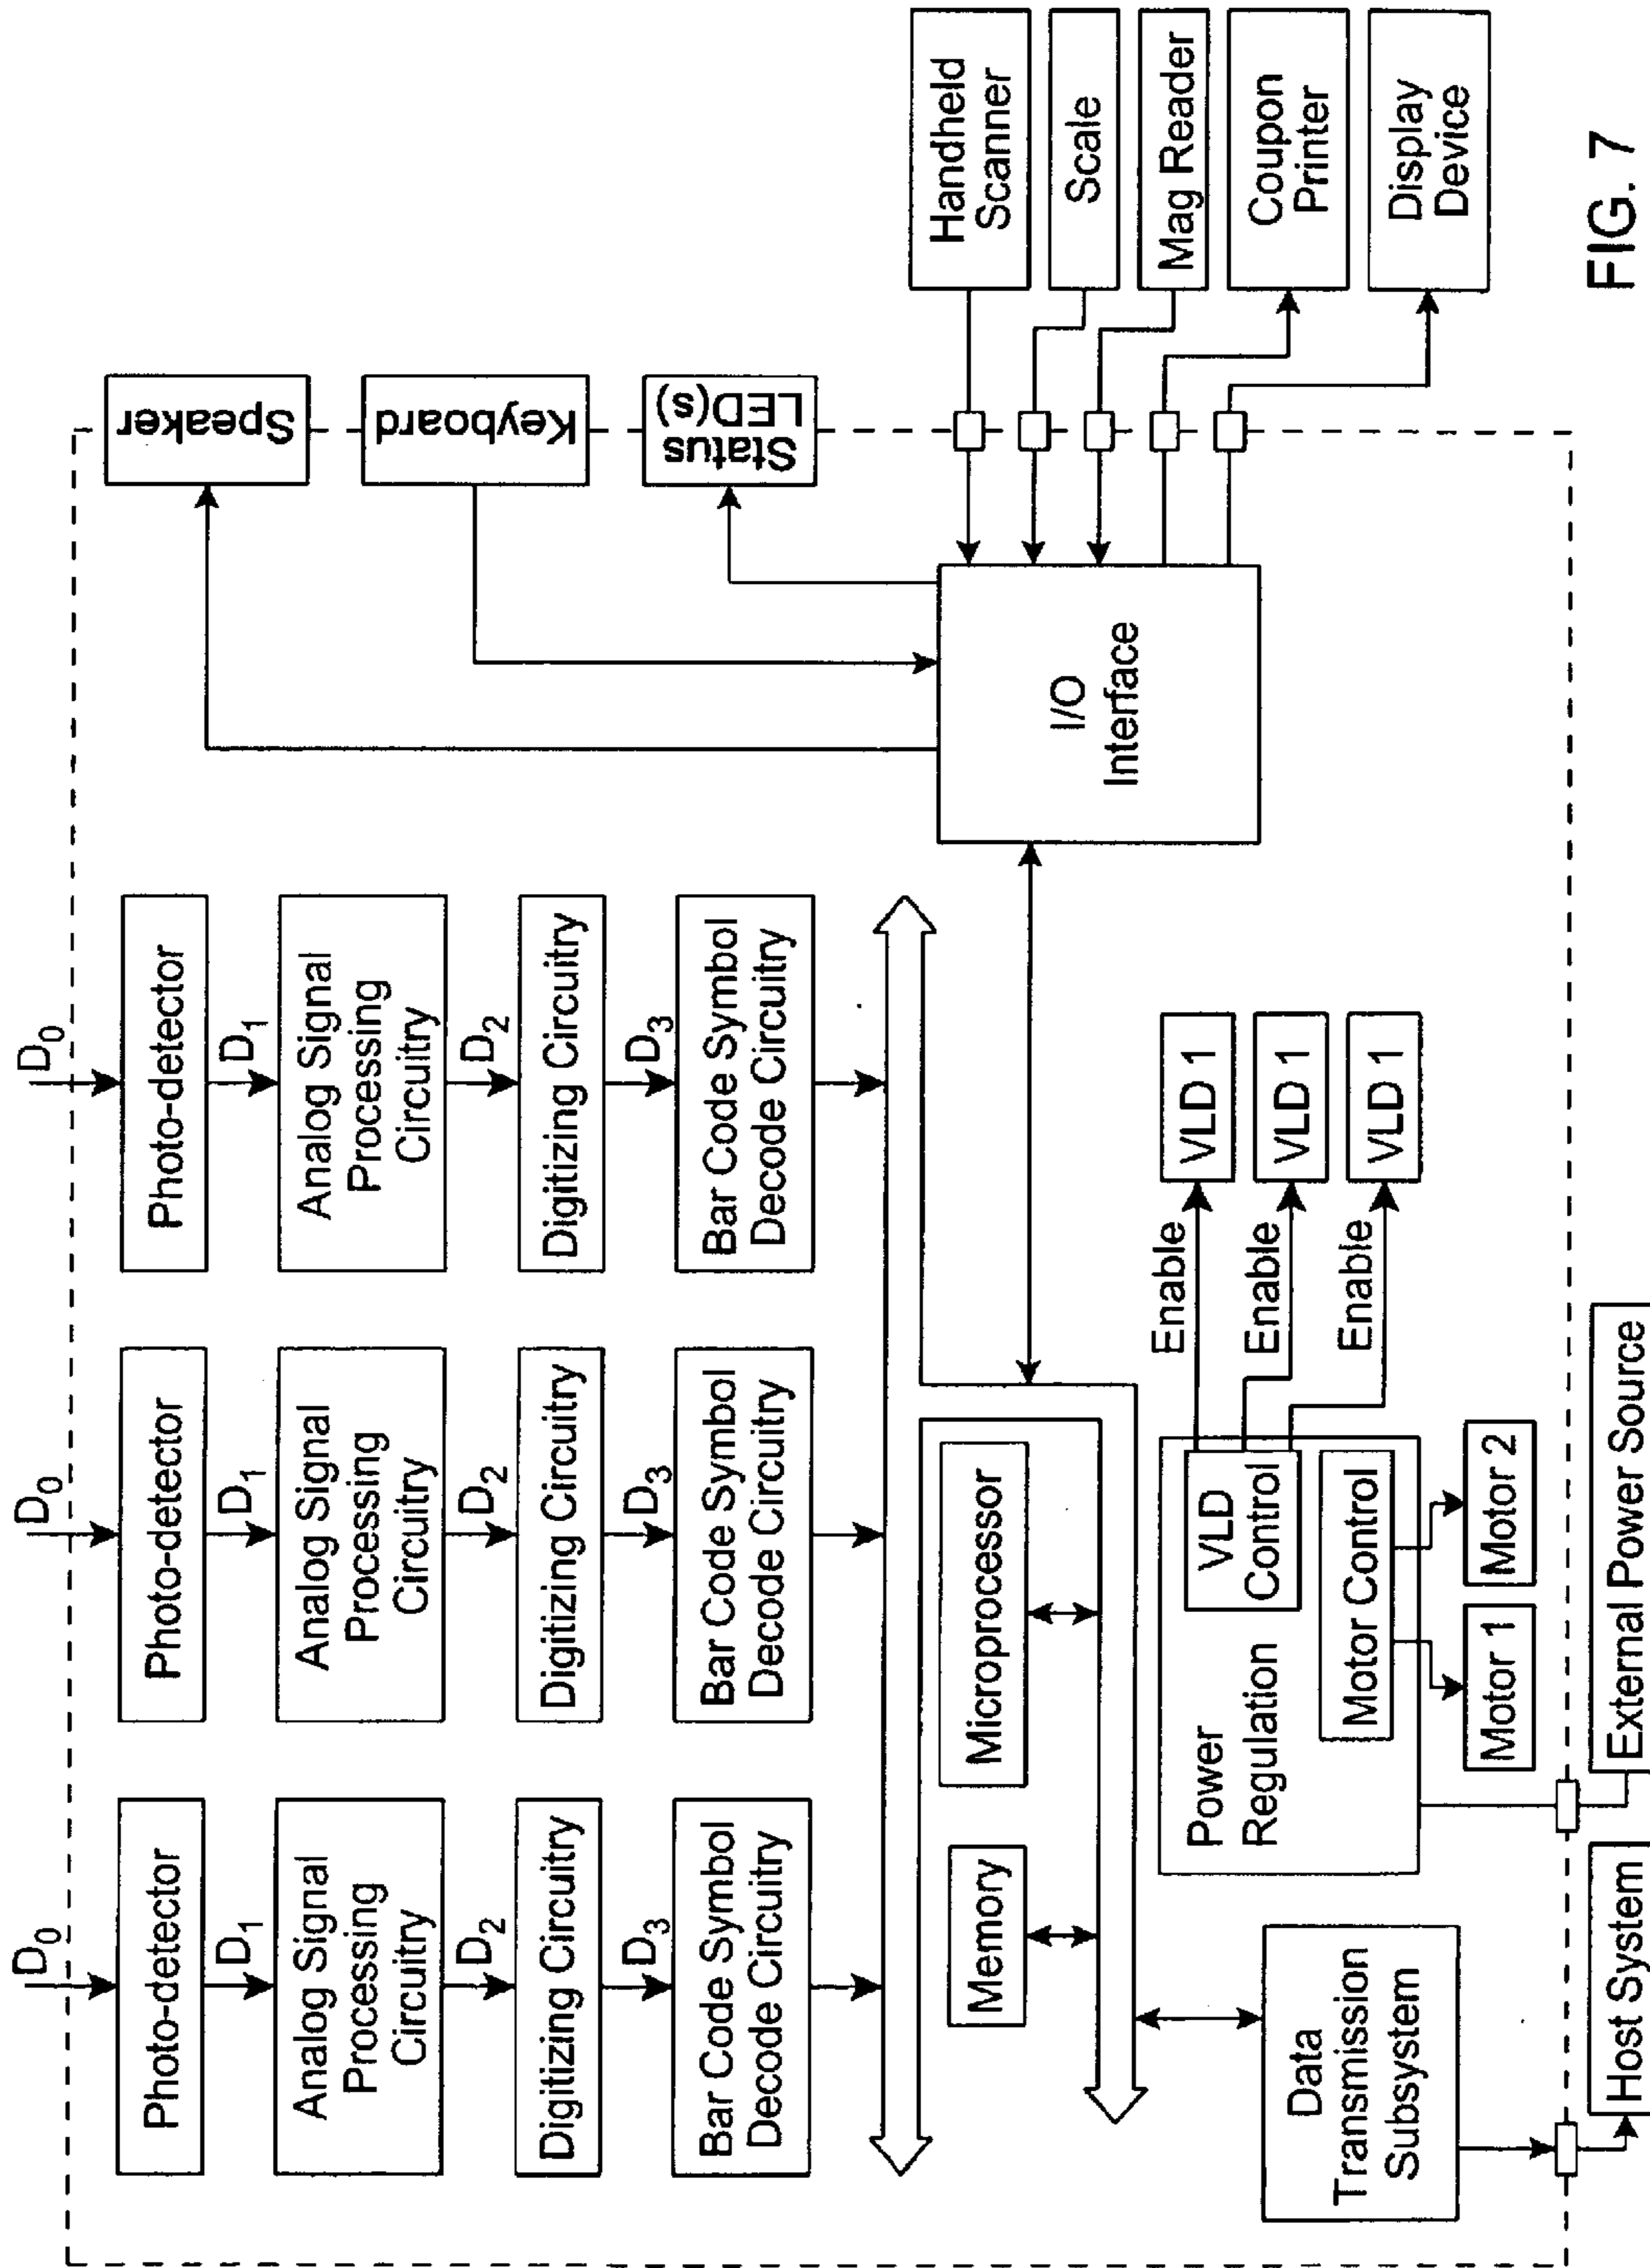 D0
D0
D0
Photo-detector
Photo-detector
Photo-detector
D1
D1
D1
Analog Signal
Processing
Circuitry
Analog Signal
Processing
Circuitry
Analog Signal
Processing
Circuitry
D2
D2
D2
Digitizing Circuitry
Digitizing Circuitry
Digitizing Circuitry
D3
D3
D3
Bar Code Symbol
Decode Circuitry
Bar Code Symbol
Decode Circuitry
Bar Code Symbol
Decode Circuitry
Speaker
Keyboard
Status
LED(s)
Memory
Microprocessor
I/O
Interface
Handheld
Scanner
Scale
Mag Reader
Coupon
Printer
Display
Device
Data
Transmission
Subsystem
Power
Regulation
VLD
Control
Motor Control
Enable
VLD 1
Enable
VLD 1
Enable
VLD 1
Motor 1
Motor 2
Host System
External Power Source
FIG. 7